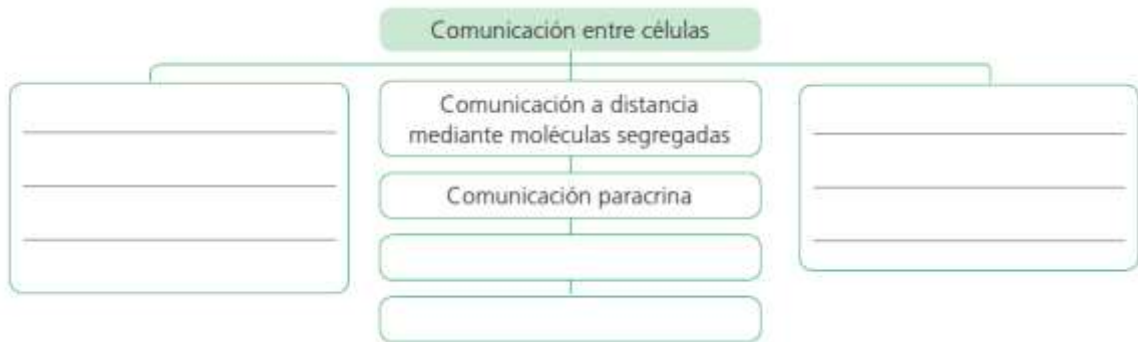 Comunicación entre células
Comunicación a distancia
mediante moléculas segregadas
Comunicación paracrina